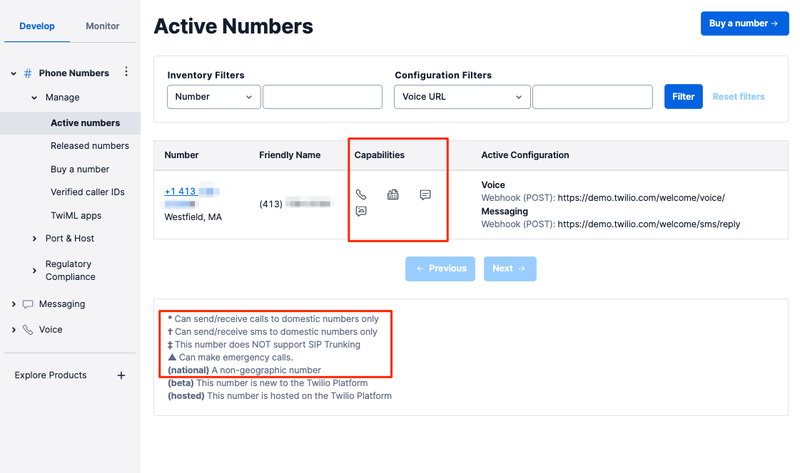 Develop
Monitor
Active Numbers
Buy a number →
# Phone Numbers
Manage
Active numbers
Released numbers
Buy a number
Verified caller IDs
TwiML apps
Port & Host
Regulatory
Compliance
Messaging
Voice
Explore Products +
Inventory Filters
Configuration Filters
Number
Voice URL
Filter
Reset filters
Number
Friendly Name
Capabilities
Active Configuration
+1 413
Westfield, MA
(413)
Voice
Webhook (POST): https://demo.twilio.com/welcome/voice/
Messaging
Webhook (POST): https://demo.twilio.com/welcome/sms/reply
← Previous
Next →
* Can send/receive calls to domestic numbers only
† Can send/receive sms to domestic numbers only
‡ This number does NOT support SIP Trunking
▲ Can make emergency calls.
(national) A non-geographic number
(beta) This number is new to the Twilio Platform
(hosted) This number is hosted on the Twilio Platform